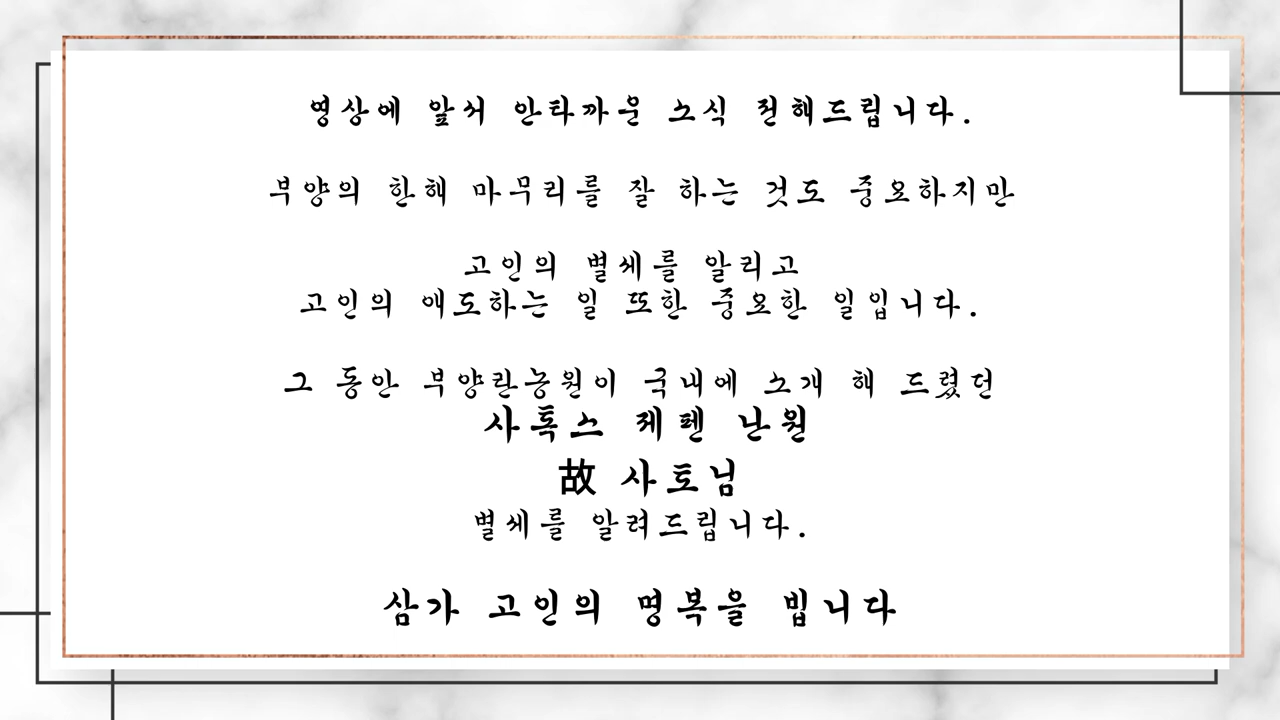 영상에 앞서 안타까운 소식 전해드립니다.
부양의 한해 마무리를 잘 하는 것도 중요하지만
고인의 별세를 알리고
고인의 애도하는 일 또한 중요한 일입니다.
그 동안 부양란농원이 국내에 소개 해 드렸던
사톡스 케텐 난원
故 사토님
별세를 알려드립니다.
삼가 고인의 명복을 빕니다